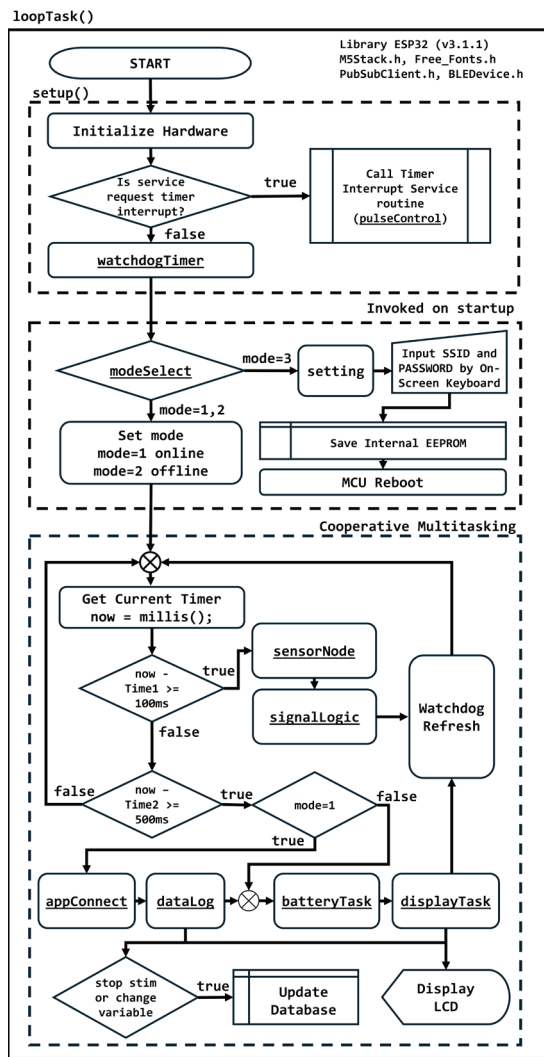 loopTask()
Library ESP32 (v3.1.1)
M5Stack.h, Free_Fonts.h
PubSubClient.h, BLEDevice.h
START
setup()
Initialize Hardware
Is service
request timer
interrupt?
true
Call Timer
Interrupt Service
routine
(pulseControl)
false
watchdogTimer
Invoked on startup
modeSelect
mode=3
setting
Input SSID and
PASSWORD by On-
Screen Keyboard
mode=1,2
Set mode
mode=1 online
mode=2 offline
Save Internal EEPROM
MCU Reboot
Cooperative Multitasking
Get Current Timer
now = millis();
now -
Time1 >=
100ms
true
sensorNode
signalLogic
Watchdog
Refresh
false
false
now –
Time2 >=
500ms
true
mode=1
false
true
appConnect
dataLog
batteryTask
displayTask
stop stim
or change
variable
true
Update
Database
Display
LCD